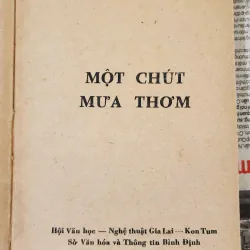 MỘT CHÚT
MƯA THƠM
Hội Văn học — Nghệ thuật Gia Lai — Kon Tum
Sở Văn hóa và Thông tin Bình Định